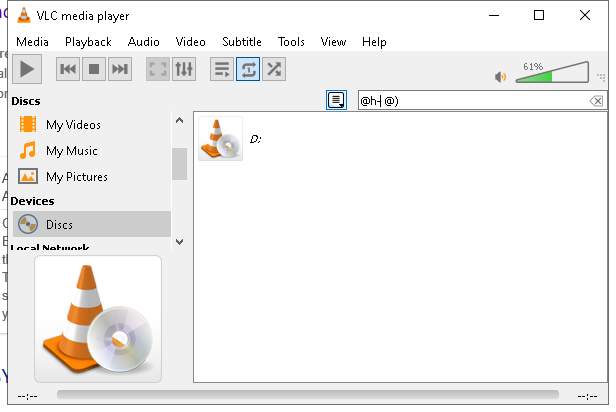 VLC media player
Media Playback Audio Video Subtitle Tools View Help
61%
Discs
@h-|@)
My Videos
My Music
My Pictures
Devices
Discs
Local Network
D:
--:-- --:--